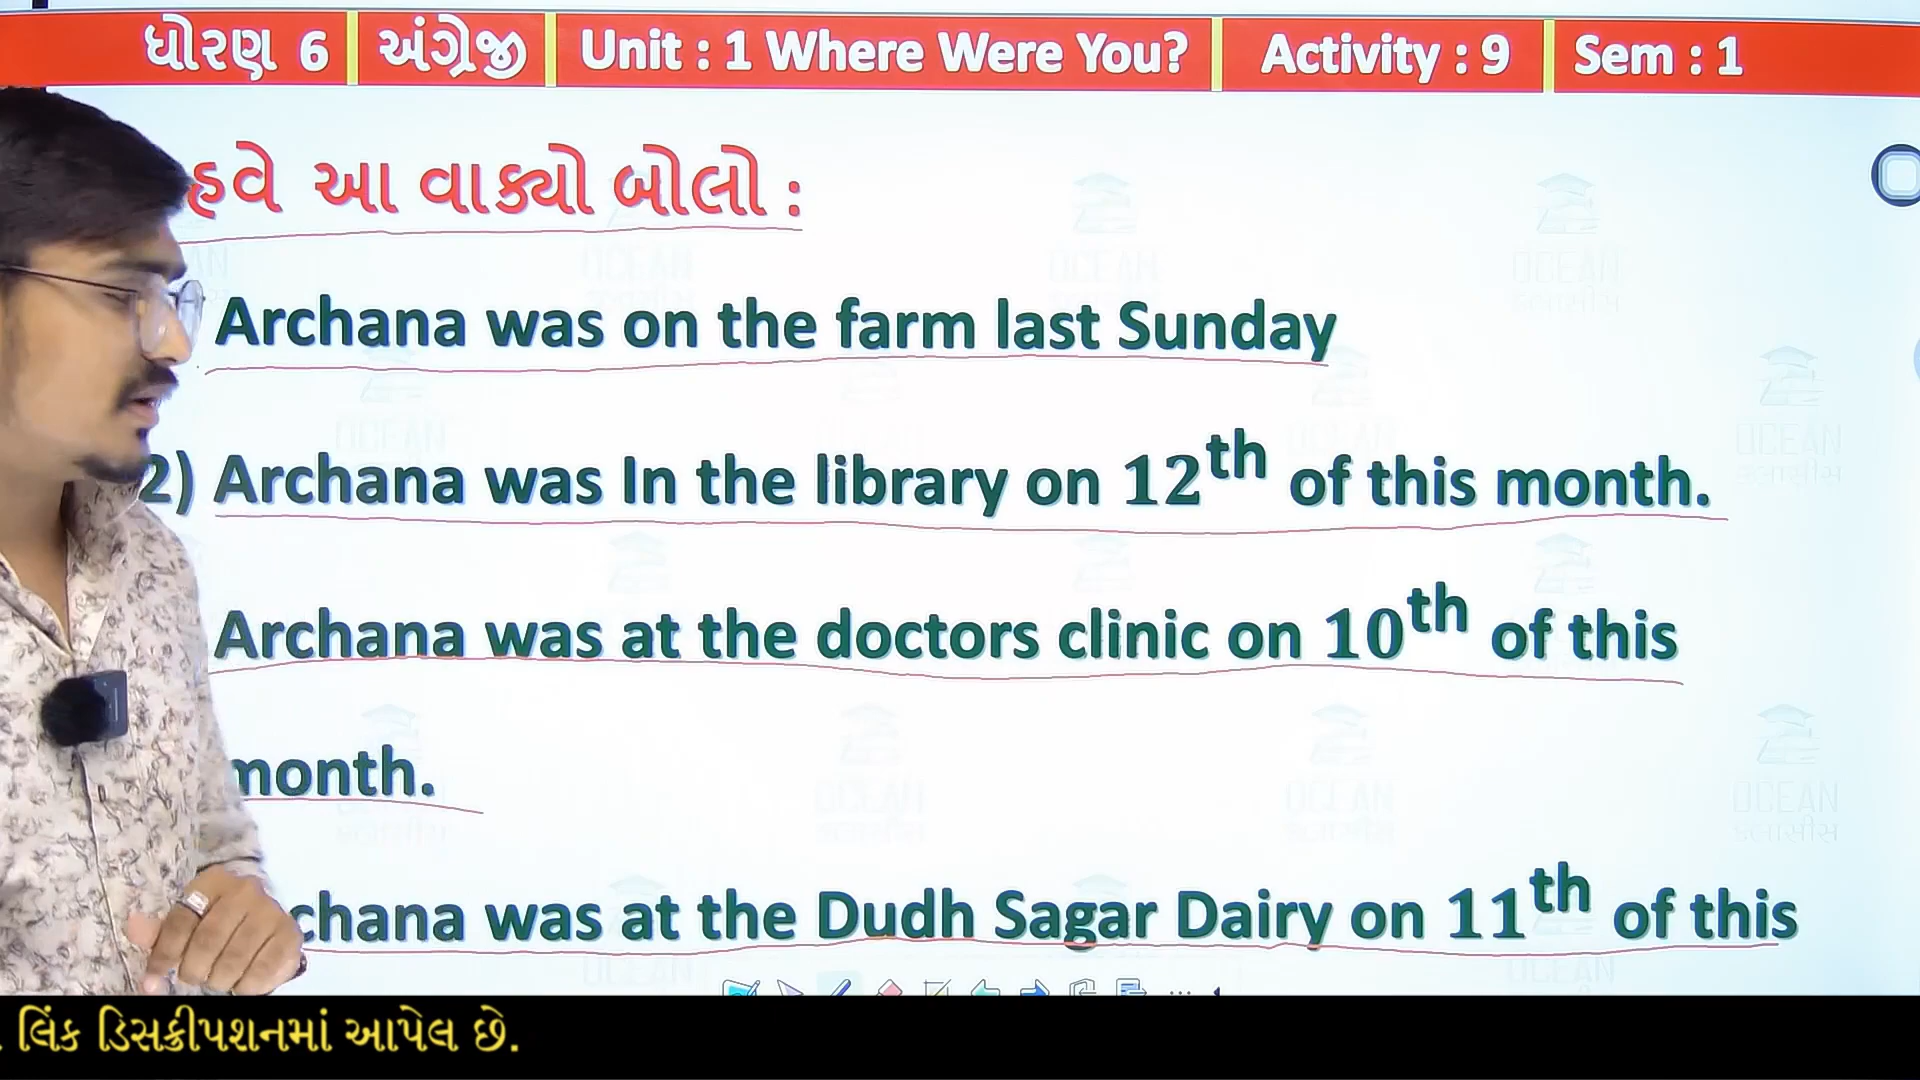 ધોરણ 6 અંગ્રેજી Unit : 1 Where Were You? Activity : 9 Sem : 1
હવે આ વાક્યો બોલો :
Archana was on the farm last Sunday
2) Archana was In the library on 12th of this month.
Archana was at the doctors clinic on 10th of this
month.
chana was at the Dudh Sagar Dairy on 11th of this
લિંક ડિસક્રીપશનમાં આપેલ છે.